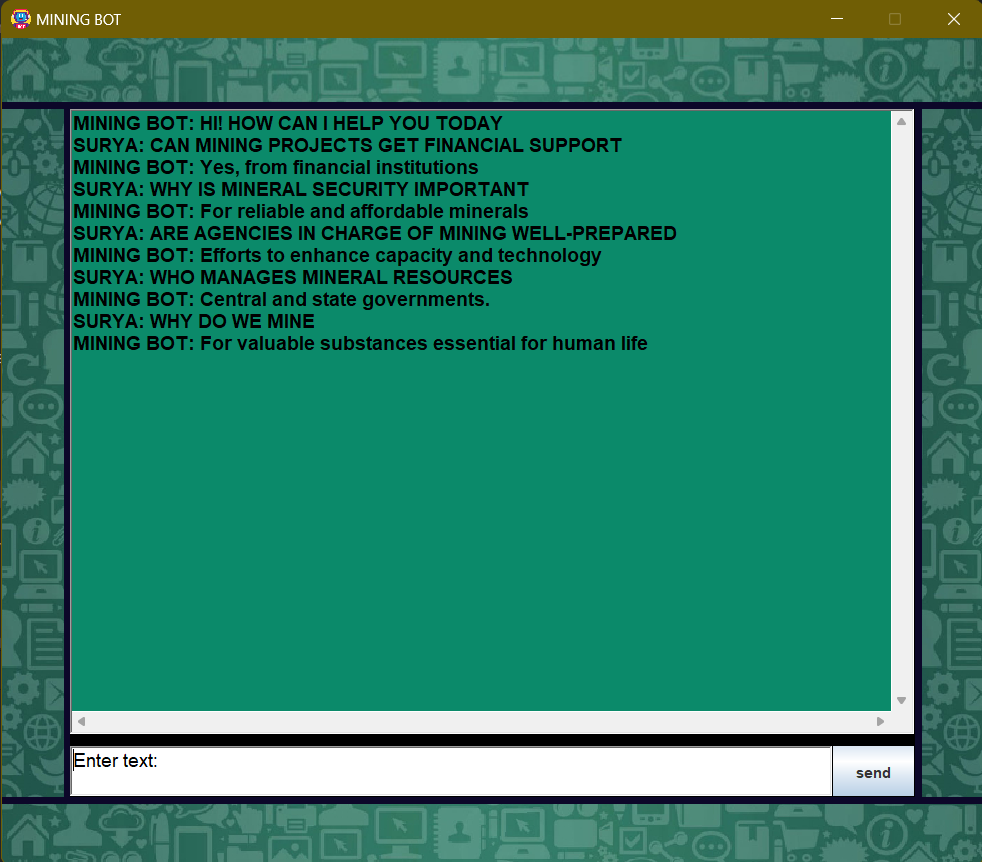 MINING BOT
MINING BOT: HI! HOW CAN I HELP YOU TODAY
SURYA: CAN MINING PROJECTS GET FINANCIAL SUPPORT
MINING BOT: Yes, from financial institutions
SURYA: WHY IS MINERAL SECURITY IMPORTANT
MINING BOT: For reliable and affordable minerals
SURYA: ARE AGENCIES IN CHARGE OF MINING WELL-PREPARED
MINING BOT: Efforts to enhance capacity and technology
SURYA: WHO MANAGES MINERAL RESOURCES
MINING BOT: Central and state governments.
SURYA: WHY DO WE MINE
MINING BOT: For valuable substances essential for human life
Enter text:
send